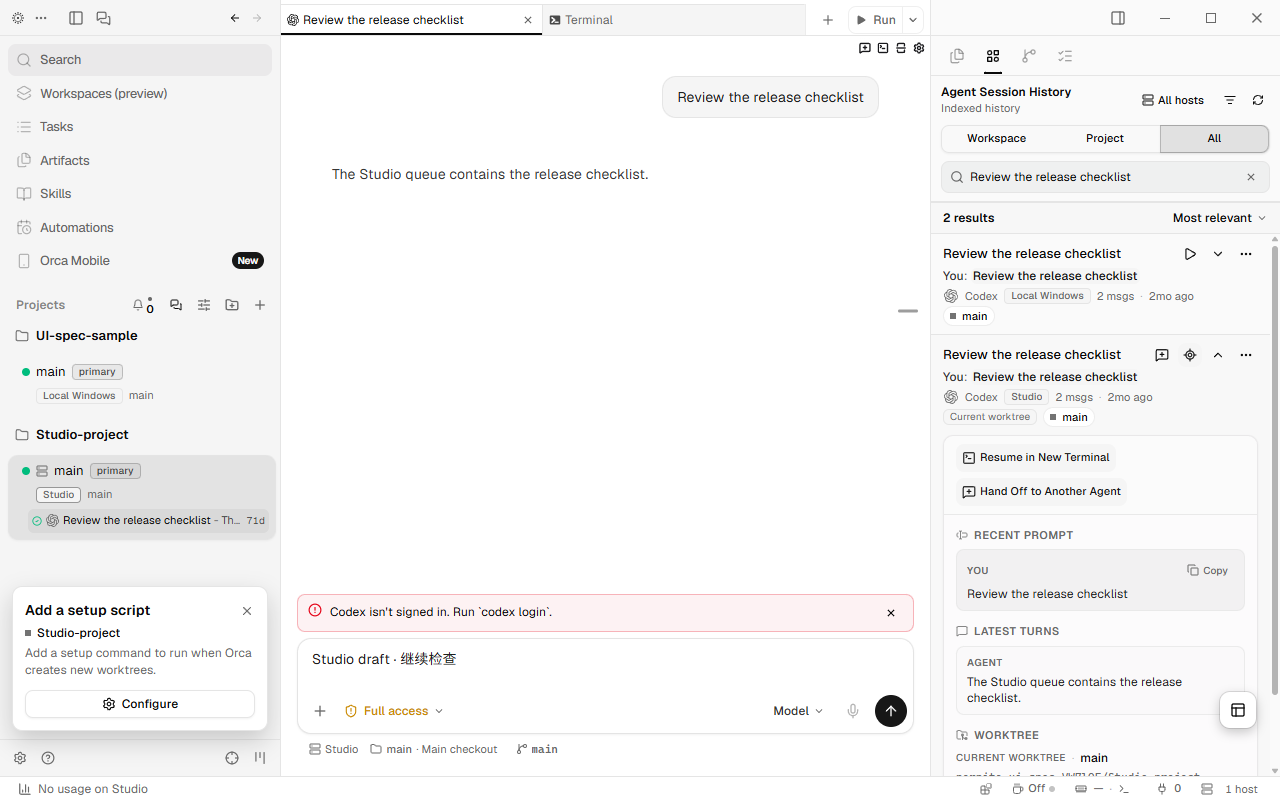 Review the release checklist
Terminal
Run
Search
Workspaces (preview)
Tasks
Artifacts
Skills
Automations
Orca Mobile
New
Projects
0
UI-spec-sample
main
primary
Local Windows
main
Studio-project
main
primary
Studio
main
Review the release checklist - Th...
71d
Add a setup script
Studio-project
Add a setup command to run when Orca
creates new worktrees.
Configure
No usage on Studio
Review the release checklist
The Studio queue contains the release checklist.
Codex isn't signed in. Run `codex login`.
Studio draft · 继续检查
Full access
Model
Studio
main · Main checkout
main
Agent Session History
Indexed history
All hosts
Workspace
Project
All
Review the release checklist
2 results
Most relevant
Review the release checklist
You: Review the release checklist
Codex
Local Windows
2 msgs · 2mo ago
main
Review the release checklist
You: Review the release checklist
Codex
Studio
2 msgs · 2mo ago
Current worktree
main
Resume in New Terminal
Hand Off to Another Agent
RECENT PROMPT
YOU
Copy
Review the release checklist
LATEST TURNS
AGENT
The Studio queue contains the release
checklist.
WORKTREE
CURRENT WORKTREE · main
Off
0
1 host